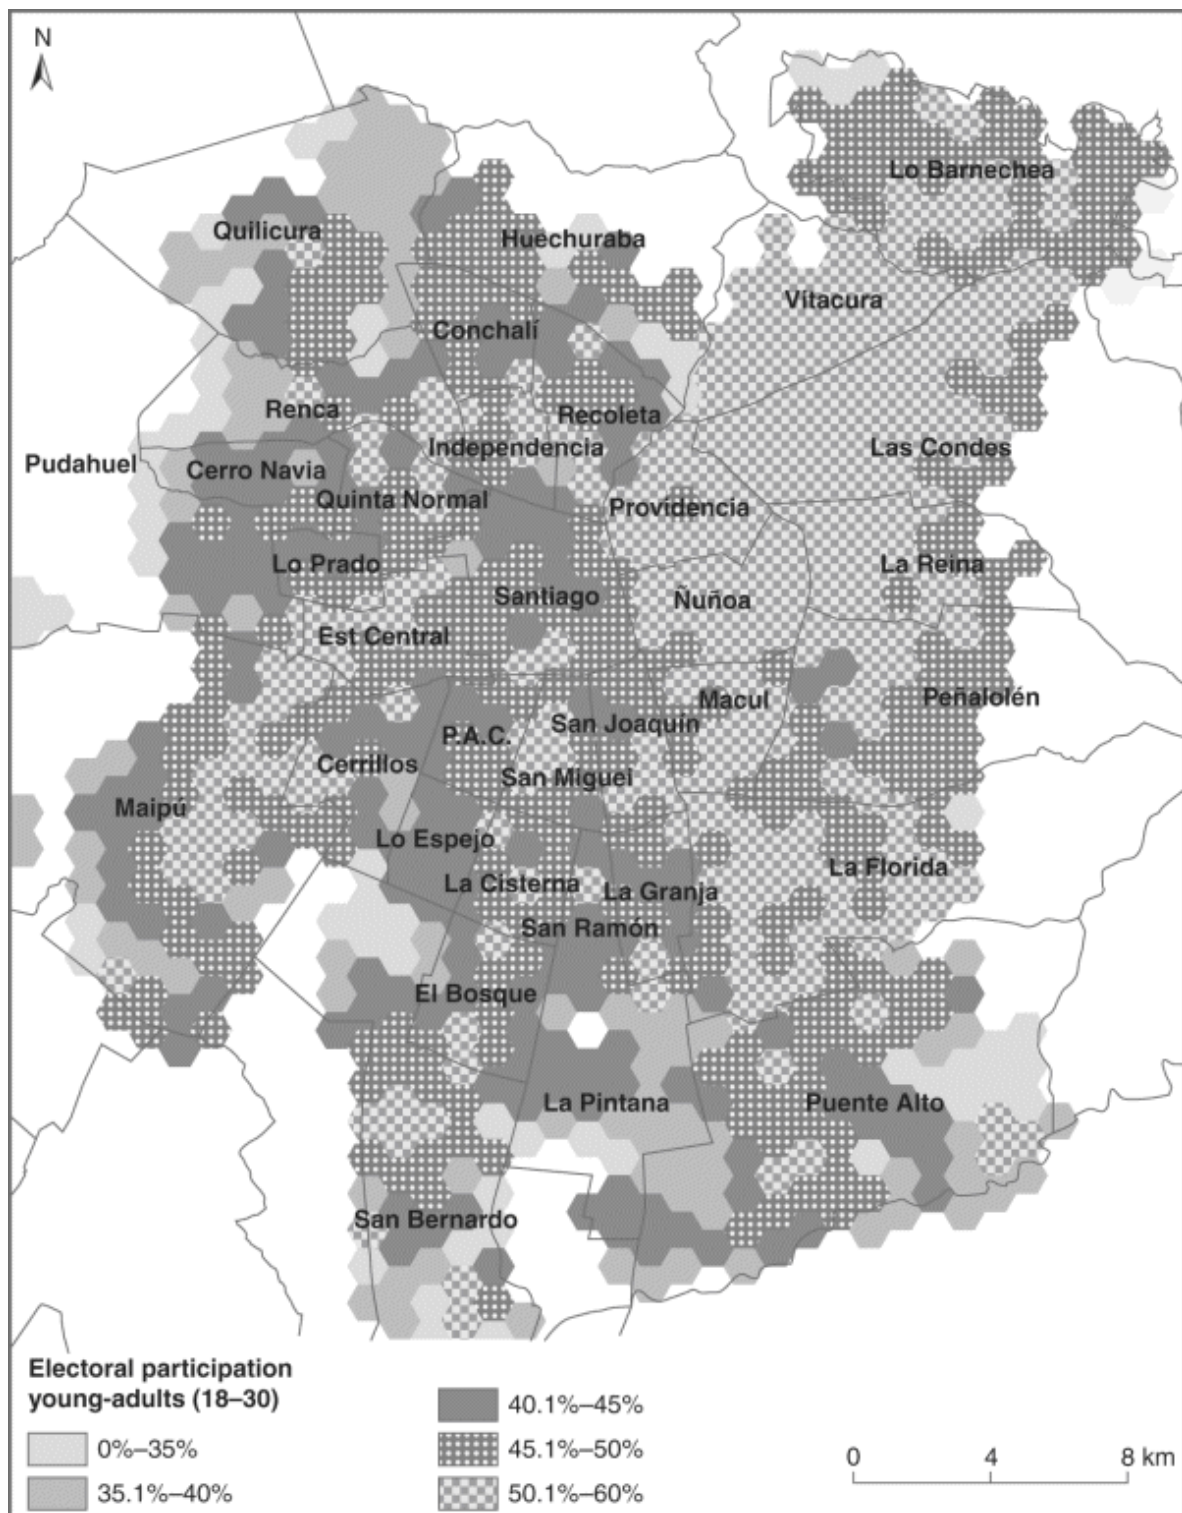 N
Lo Barnechea
Quilicura
Huechuraba
Vitacura
Conchalí
Renca
Recoleta
Independencia
Las Condes
Pudahuel
Cerro Navia
Quinta Normal
Providencia
Lo Prado
La Reina
Santiago
Ñuñoa
Est Central
Peñalolén
Macul
San Joaquín
P.A.C.
Cerrillos
San Miguel
Maipú
Lo Espejo
La Florida
La Cisterna
La Granja
San Ramón
El Bosque
La Pintana
Puente Alto
San Bernardo
Electoral participation
young-adults (18–30)
0%–35%
35.1%–40%
40.1%–45%
45.1%–50%
50.1%–60%
0 4 8 km